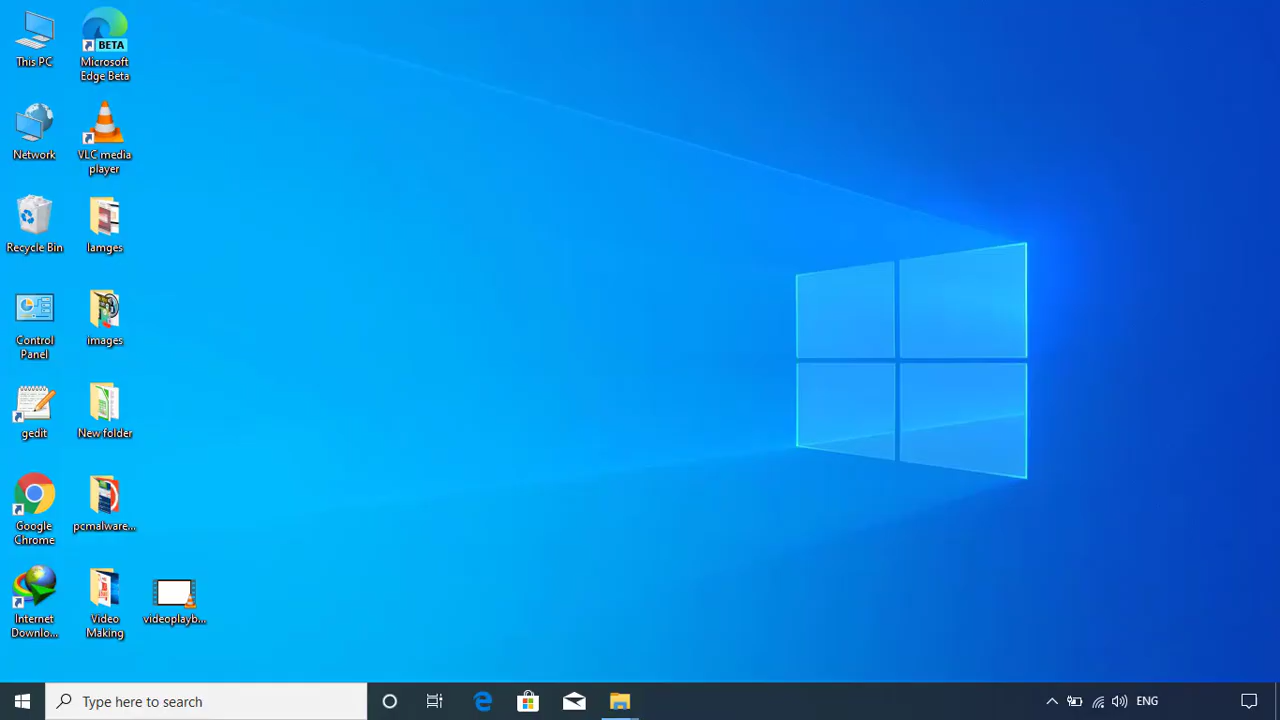 This PC
BETA
Microsoft
Edge Beta
Network
VLC media
player
Recycle Bin
Iamges
Control
Panel
images
gedit
New folder
Google
Chrome
pcmalware...
Internet
Downlo...
Video
Making
videoplayb...
Type here to search
ENG